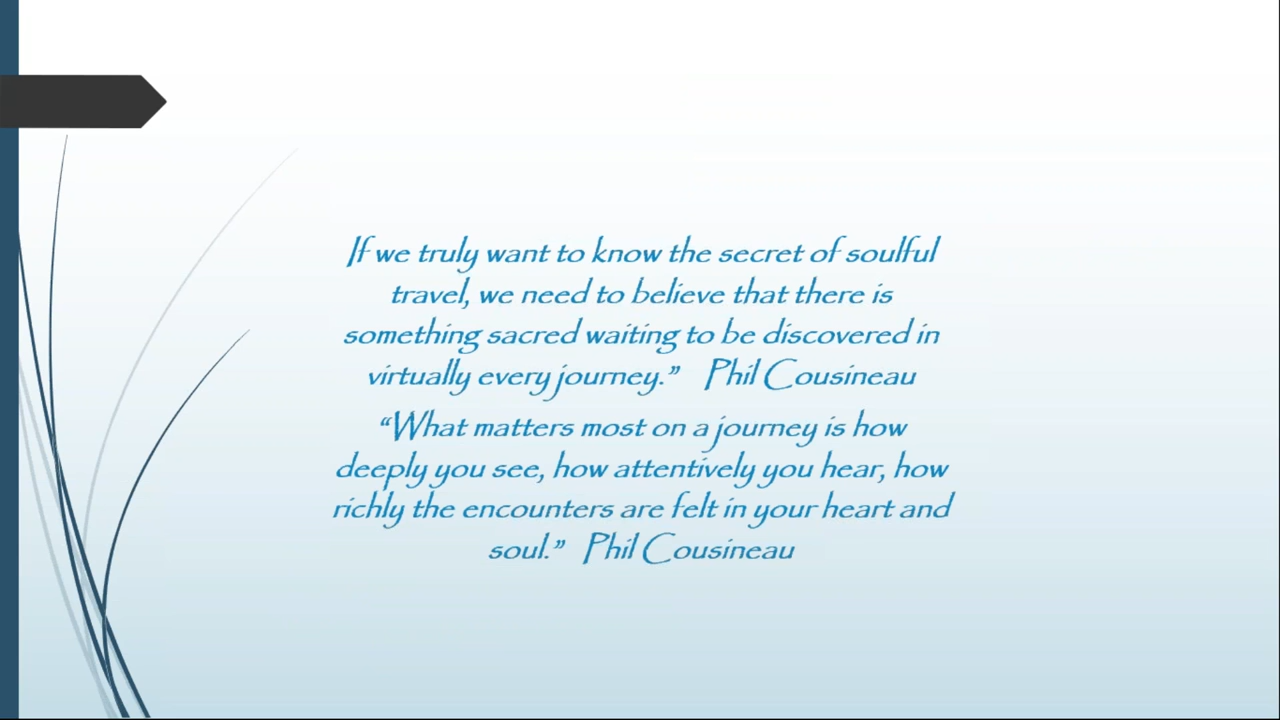 If we truly want to know the secret of soulful
travel, we need to believe that there is
something sacred waiting to be discovered in
virtually every journey.” Phil Cousineau
“What matters most on a journey is how
deeply you see, how attentively you hear, how
richly the encounters are felt in your heart and
soul.” Phil Cousineau